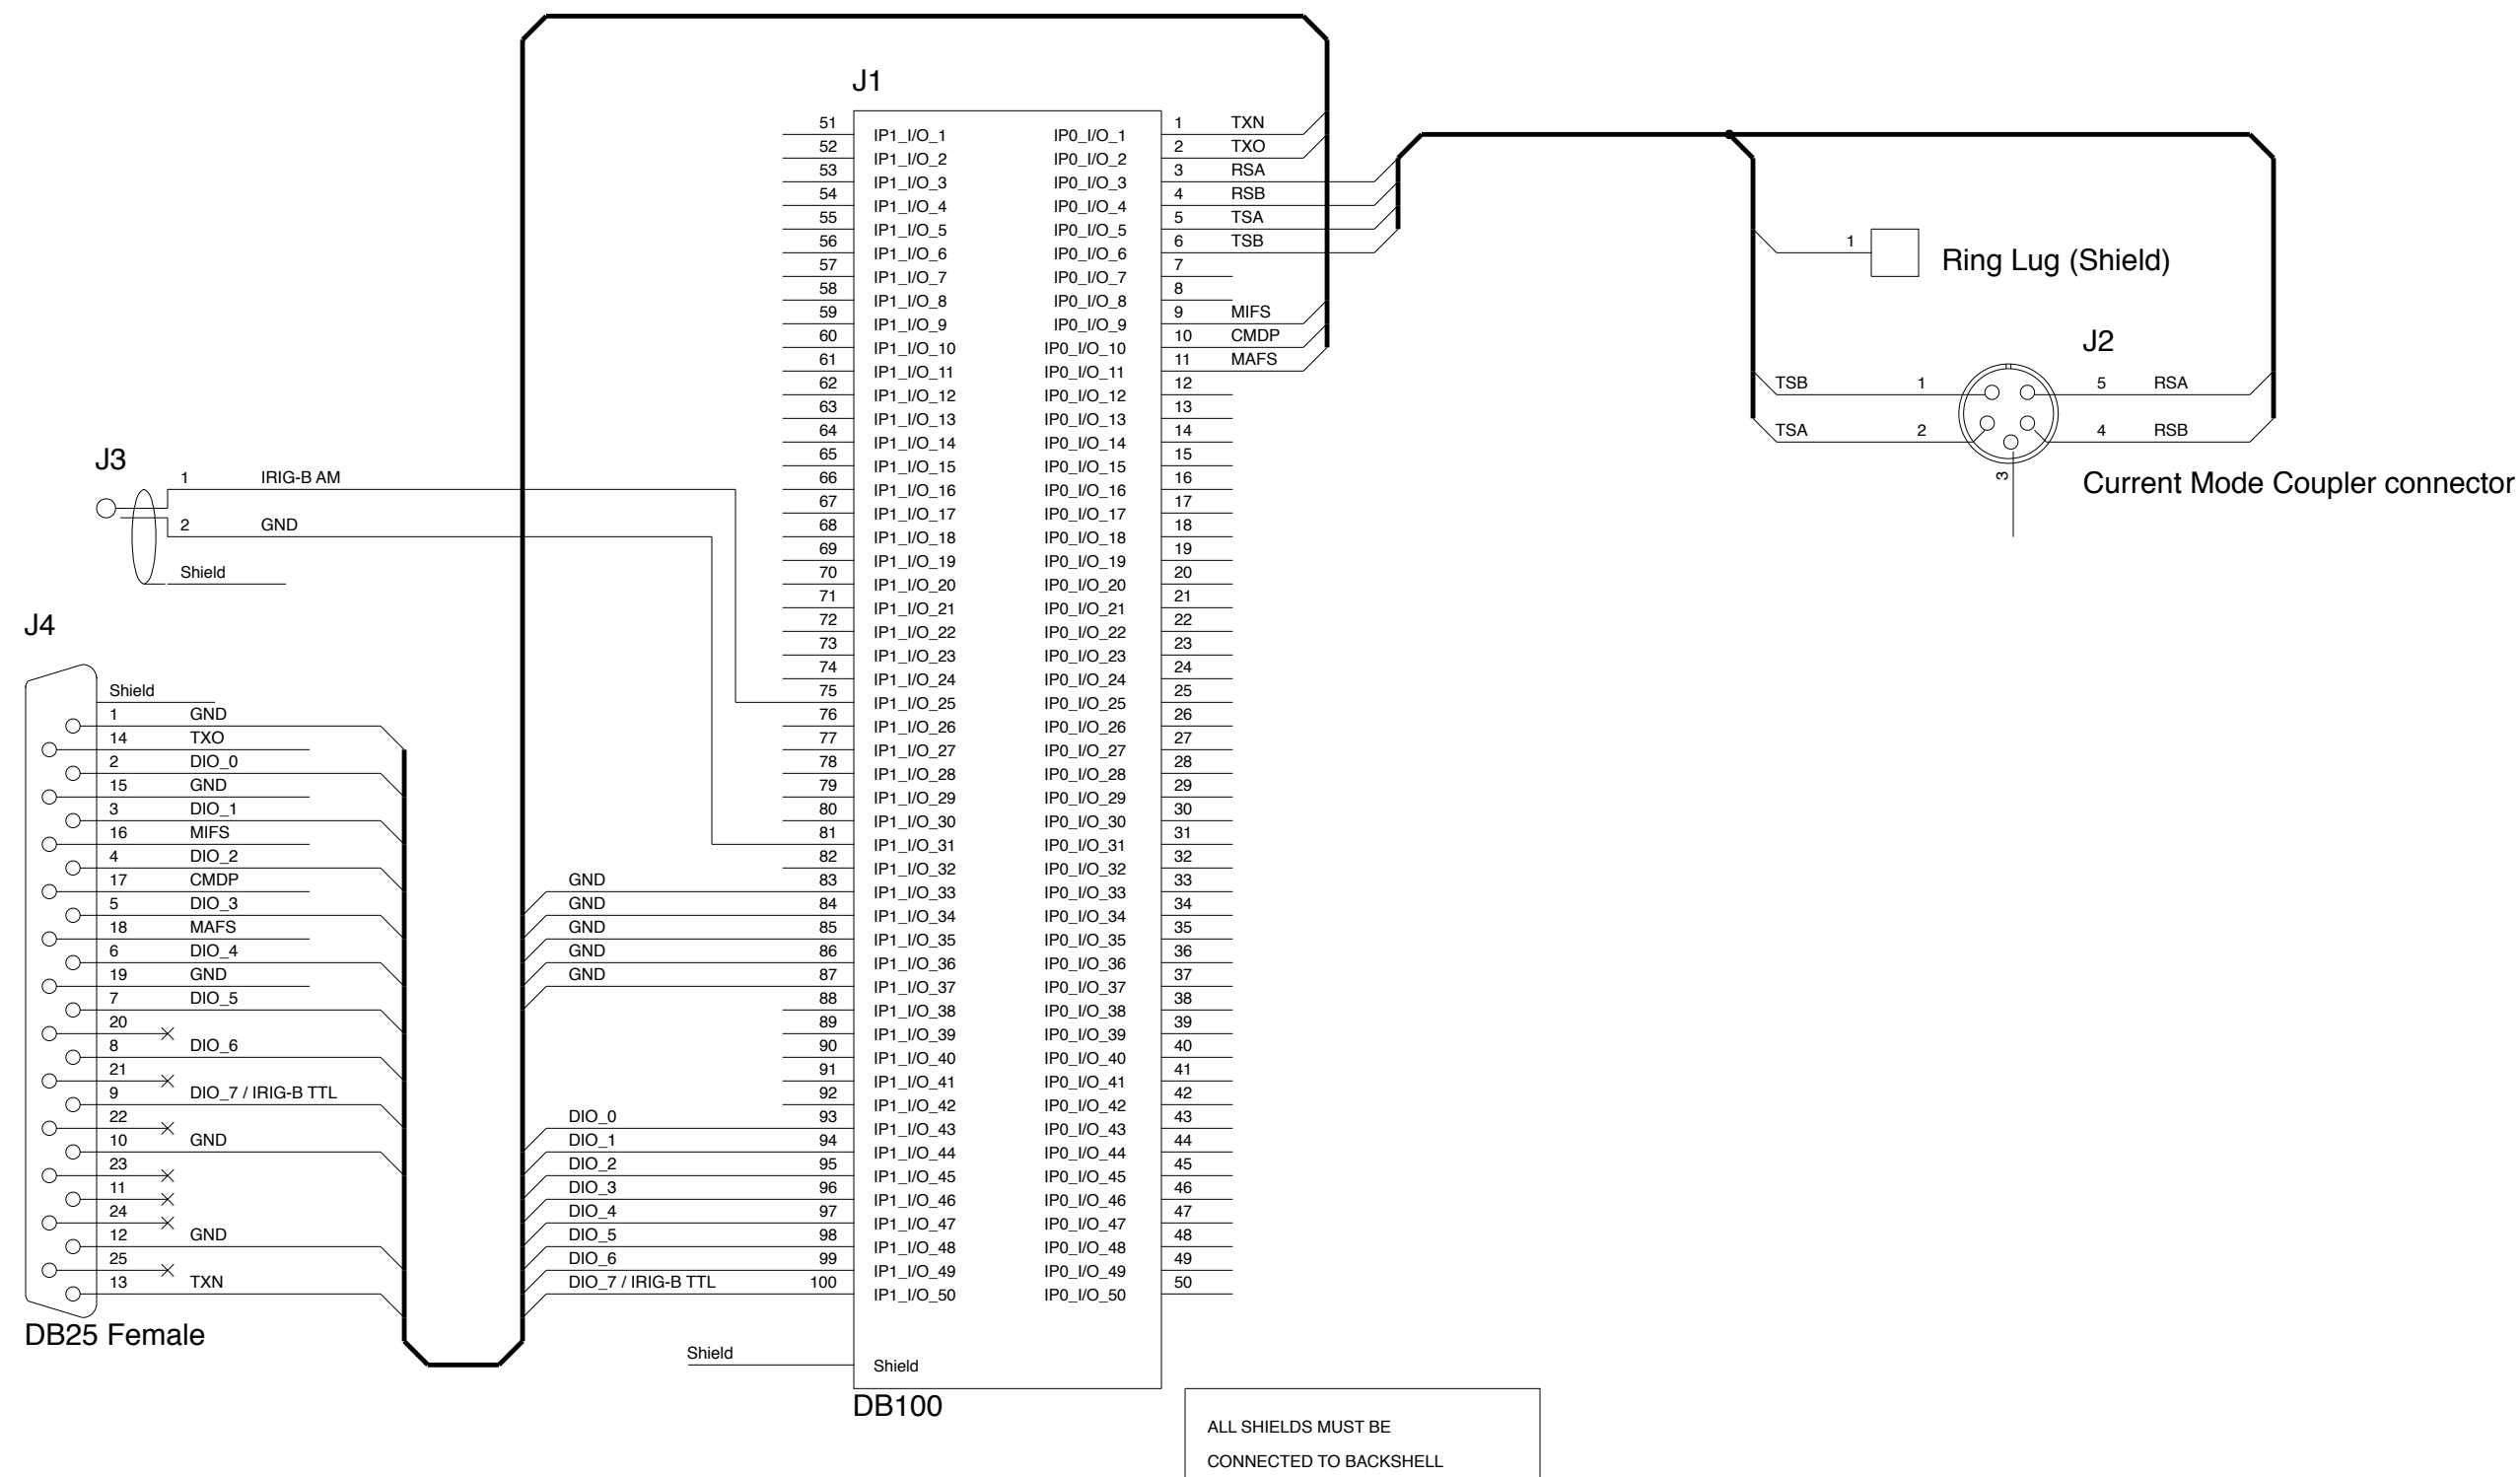 J1
51 IP1_I/O_1 IP0_I/O_1 1 TXN
52 IP1_I/O_2 IP0_I/O_2 2 TXO
53 IP1_I/O_3 IP0_I/O_3 3 RSA
54 IP1_I/O_4 IP0_I/O_4 4 RSB
55 IP1_I/O_5 IP0_I/O_5 5 TSA
56 IP1_I/O_6 IP0_I/O_6 6 TSB
57 IP1_I/O_7 IP0_I/O_7 7
58 IP1_I/O_8 IP0_I/O_8 8
59 IP1_I/O_9 IP0_I/O_9 9 MIFS
60 IP1_I/O_10 IP0_I/O_10 10 CMDP
61 IP1_I/O_11 IP0_I/O_11 11 MAFS
62 IP1_I/O_12 IP0_I/O_12 12
63 IP1_I/O_13 IP0_I/O_13 13
64 IP1_I/O_14 IP0_I/O_14 14
65 IP1_I/O_15 IP0_I/O_15 15
66 IP1_I/O_16 IP0_I/O_16 16
67 IP1_I/O_17 IP0_I/O_17 17
68 IP1_I/O_18 IP0_I/O_18 18
69 IP1_I/O_19 IP0_I/O_19 19
70 IP1_I/O_20 IP0_I/O_20 20
71 IP1_I/O_21 IP0_I/O_21 21
72 IP1_I/O_22 IP0_I/O_22 22
73 IP1_I/O_23 IP0_I/O_23 23
74 IP1_I/O_24 IP0_I/O_24 24
75 IP1_I/O_25 IP0_I/O_25 25
76 IP1_I/O_26 IP0_I/O_26 26
77 IP1_I/O_27 IP0_I/O_27 27
78 IP1_I/O_28 IP0_I/O_28 28
79 IP1_I/O_29 IP0_I/O_29 29
80 IP1_I/O_30 IP0_I/O_30 30
81 IP1_I/O_31 IP0_I/O_31 31
82 IP1_I/O_32 IP0_I/O_32 32
GND 83 IP1_I/O_33 IP0_I/O_33 33
GND 84 IP1_I/O_34 IP0_I/O_34 34
GND 85 IP1_I/O_35 IP0_I/O_35 35
GND 86 IP1_I/O_36 IP0_I/O_36 36
GND 87 IP1_I/O_37 IP0_I/O_37 37
88 IP1_I/O_38 IP0_I/O_38 38
89 IP1_I/O_39 IP0_I/O_39 39
90 IP1_I/O_40 IP0_I/O_40 40
91 IP1_I/O_41 IP0_I/O_41 41
92 IP1_I/O_42 IP0_I/O_42 42
DIO_0 93 IP1_I/O_43 IP0_I/O_43 43
DIO_1 94 IP1_I/O_44 IP0_I/O_44 44
DIO_2 95 IP1_I/O_45 IP0_I/O_45 45
DIO_3 96 IP1_I/O_46 IP0_I/O_46 46
DIO_4 97 IP1_I/O_47 IP0_I/O_47 47
DIO_5 98 IP1_I/O_48 IP0_I/O_48 48
DIO_6 99 IP1_I/O_49 IP0_I/O_49 49
DIO_7 / IRIG-B TTL 100 IP1_I/O_50 IP0_I/O_50 50
Shield Shield
DB100
1 Ring Lug (Shield)
J2
TSB 1 5 RSA
TSA 2 4 RSB
3
Current Mode Coupler connector
J3
1 IRIG-B AM
2 GND
Shield
J4
Shield
1 GND
14 TXO
2 DIO_0
15 GND
3 DIO_1
16 MIFS
4 DIO_2
17 CMDP
5 DIO_3
18 MAFS
6 DIO_4
19 GND
7 DIO_5
20
8 DIO_6
21
9 DIO_7 / IRIG-B TTL
22
10 GND
23
11
24
12 GND
25
13 TXN
DB25 Female
ALL SHIELDS MUST BE
CONNECTED TO BACKSHELL